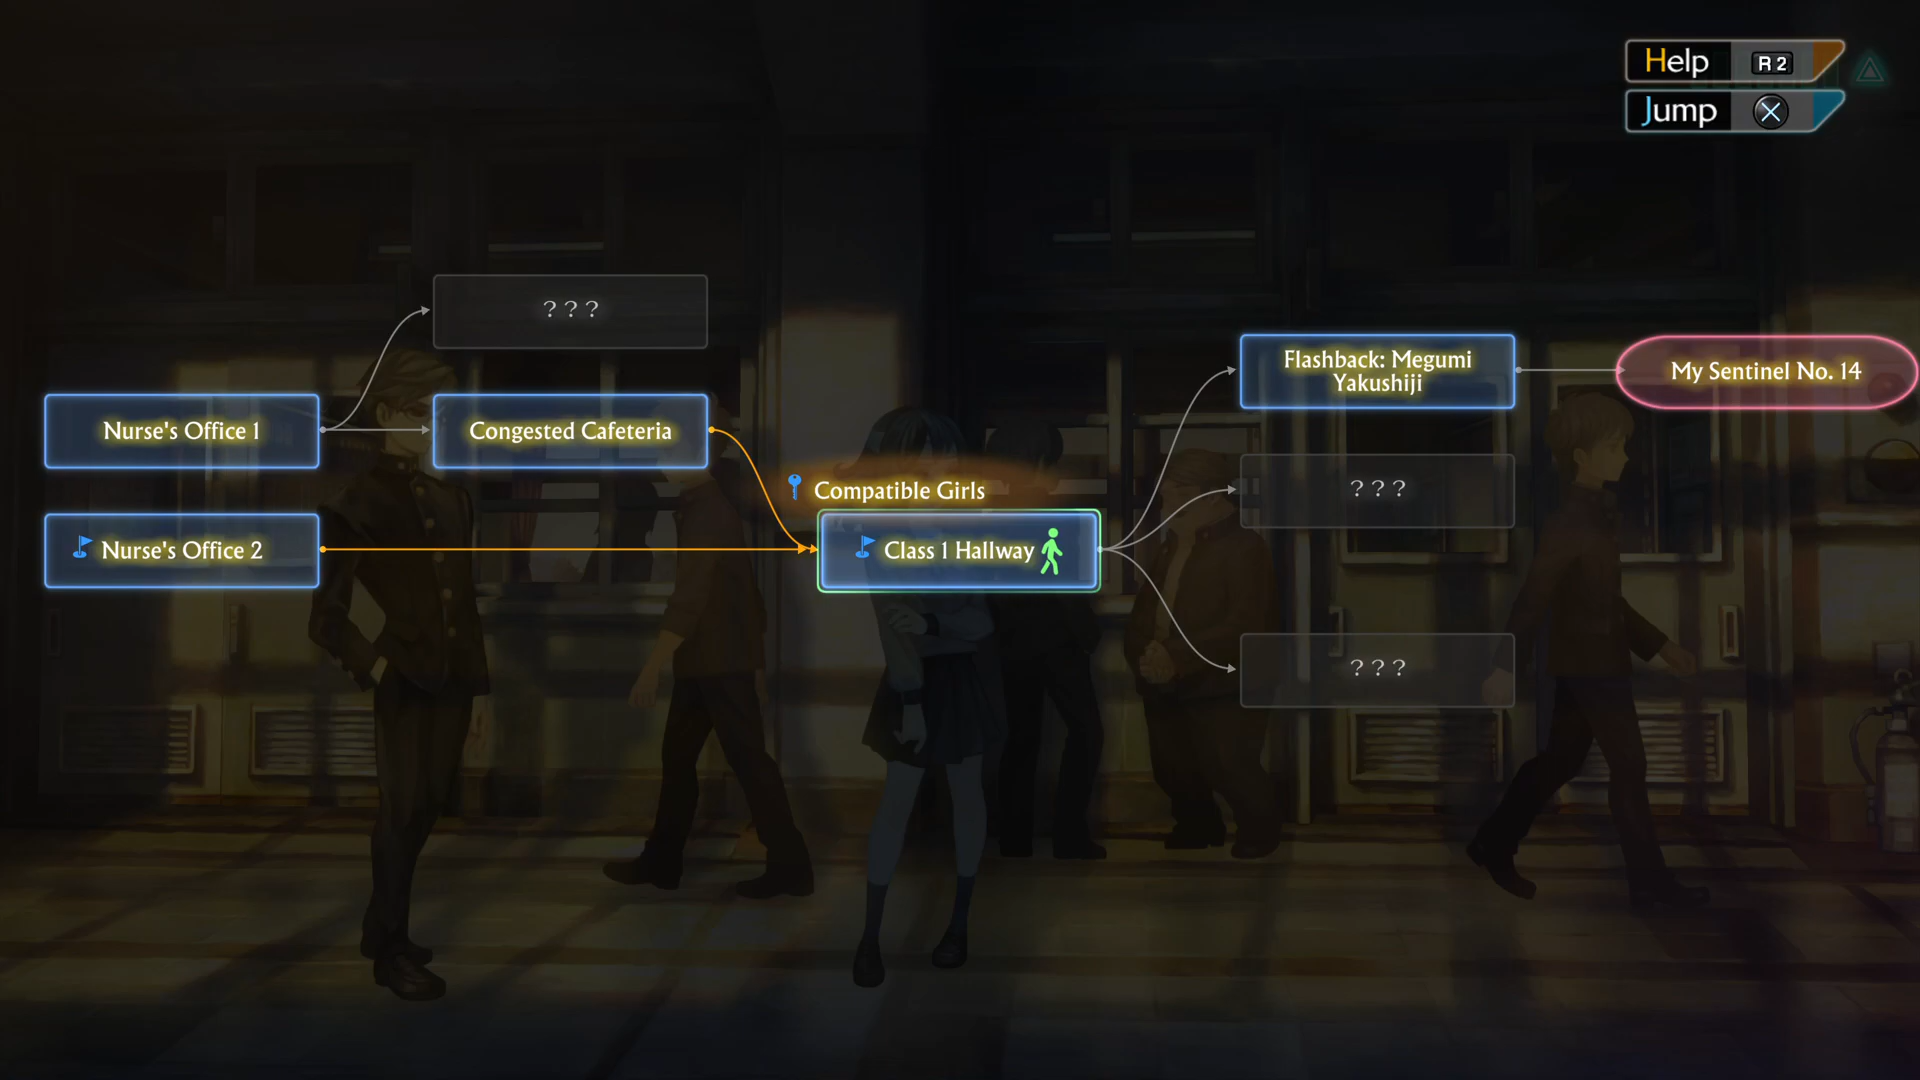 Help R2
Jump
? ? ?
Nurse's Office 1
Congested Cafeteria
Nurse's Office 2
Compatible Girls
Class 1 Hallway
Flashback: Megumi
Yakushiji
My Sentinel No. 14
? ? ?
? ? ?